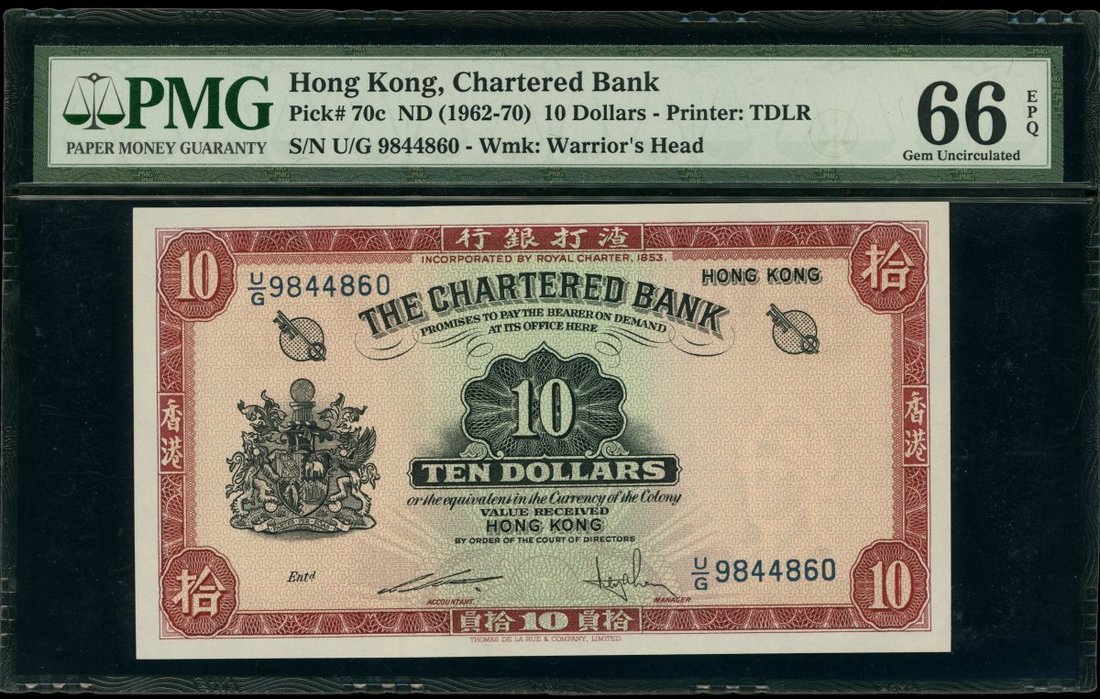 PMG
PAPER MONEY GUARANTY
Hong Kong, Chartered Bank
Pick# 70c ND (1962-70) 10 Dollars - Printer: TDLR
S/N U/G 9844860 - Wmk: Warrior's Head
66
EPQ
Gem Uncirculated
行銀打渣
INCORPORATED BY ROYAL CHARTER, 1853.
10
拾
U/G 9844860
HONG KONG
THE CHARTERED BANK
PROMISES TO PAY THE BEARER ON DEMAND
AT ITS OFFICE HERE
10
香港
香港
TEN DOLLARS
or the equivalent in the Currency of the Colony
VALUE RECEIVED
HONG KONG
BY ORDER OF THE COURT OF DIRECTORS
U/G 9844860
拾
Entd
10
ACCOUNTANT.
MANAGER
員拾 10 員拾
THOMAS DE LA RUE & COMPANY, LIMITED.